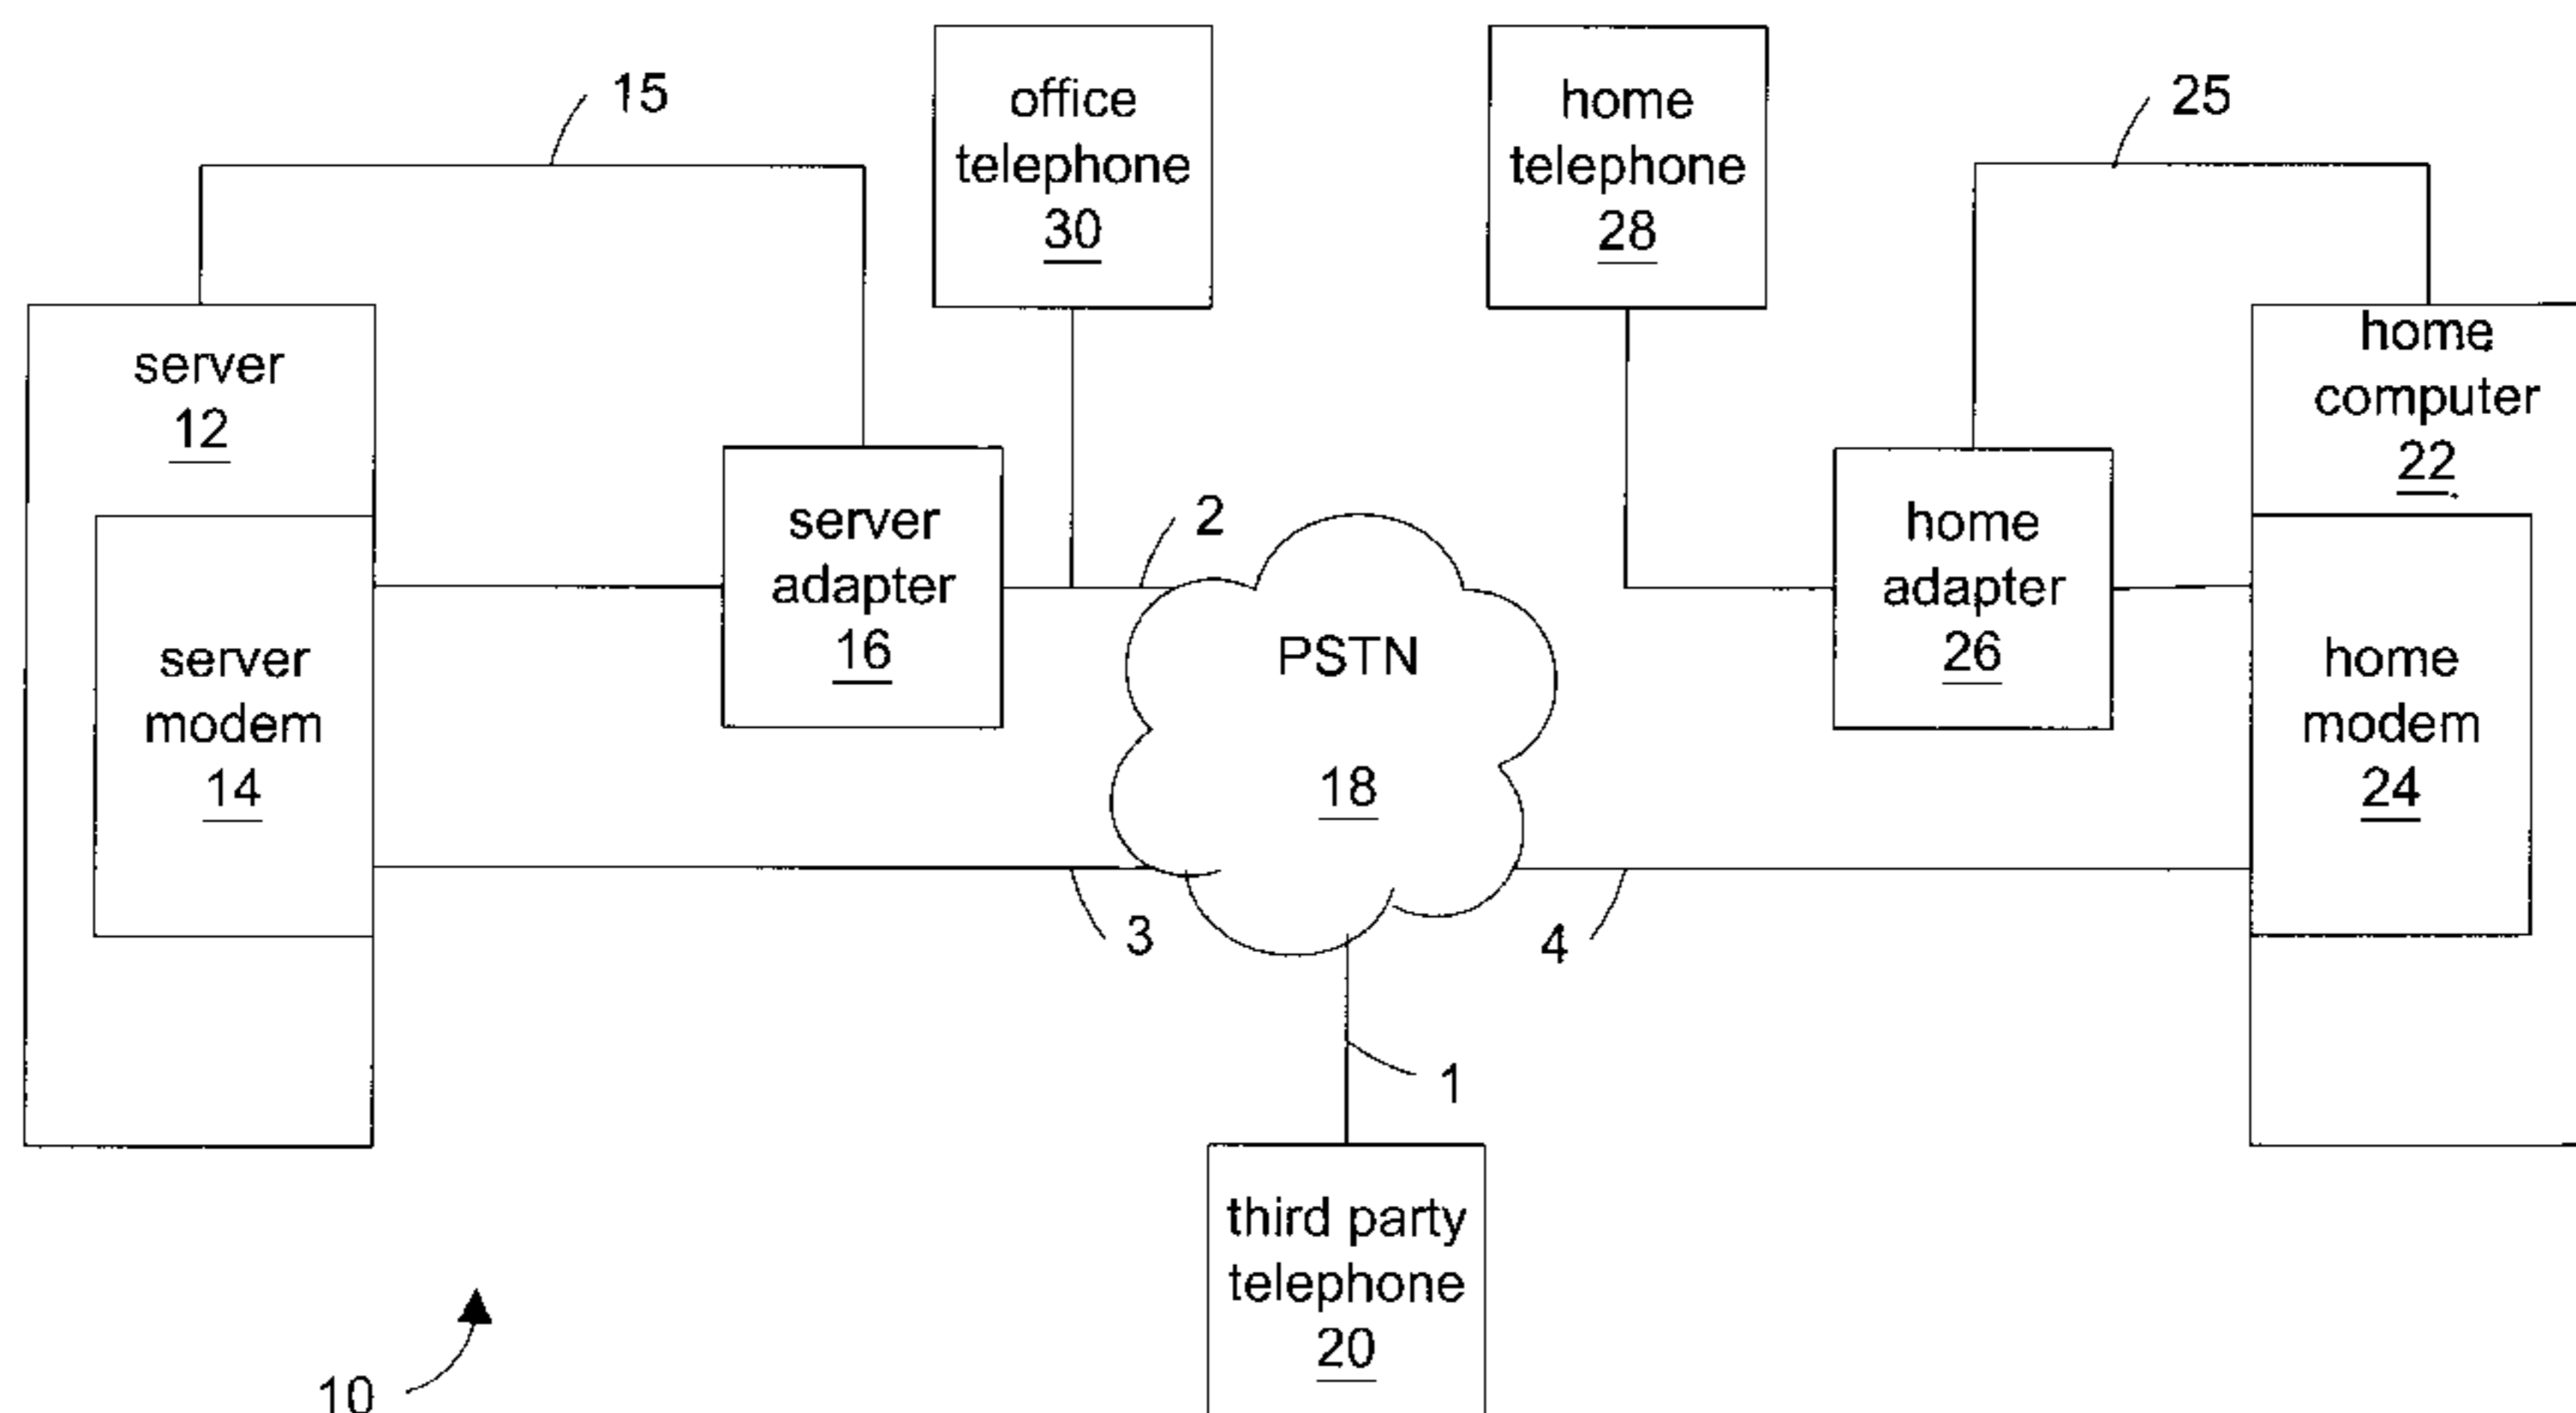 15
office
telephone
30
home
telephone
28
25
server
12
home
computer
22
server
adapter
16
2
home
adapter
26
PSTN
18
server
modem
14
home
modem
24
3
4
1
third party
telephone
20
10